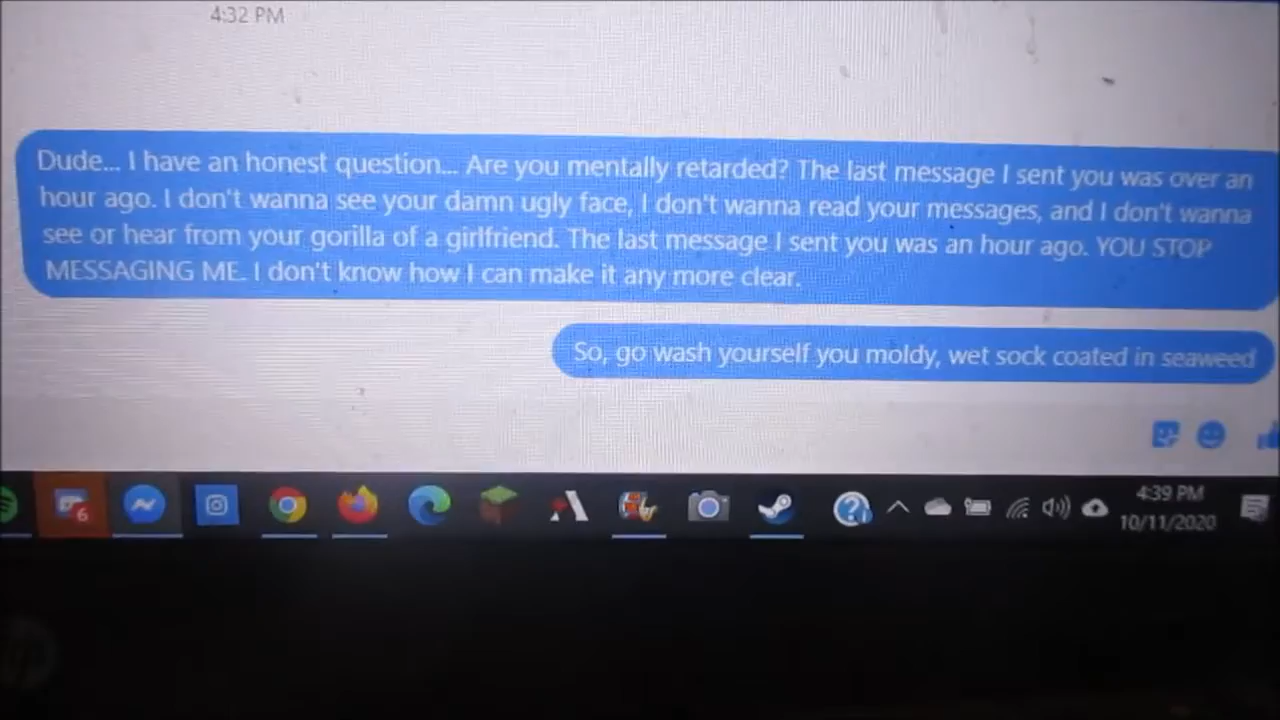 4:32 PM
Dude... I have an honest question... Are you mentally retarded? The last message I sent you was over an
hour ago. I don't wanna see your damn ugly face, I don't wanna read your messages, and I don't wanna
see or hear from your gorilla of a girlfriend. The last message I sent you was an hour ago. YOU STOP
MESSAGING ME. I don't know how I can make it any more clear.
So, go wash yourself you moldy, wet sock coated in seaweed
6
4:39 PM
10/11/2020
hp